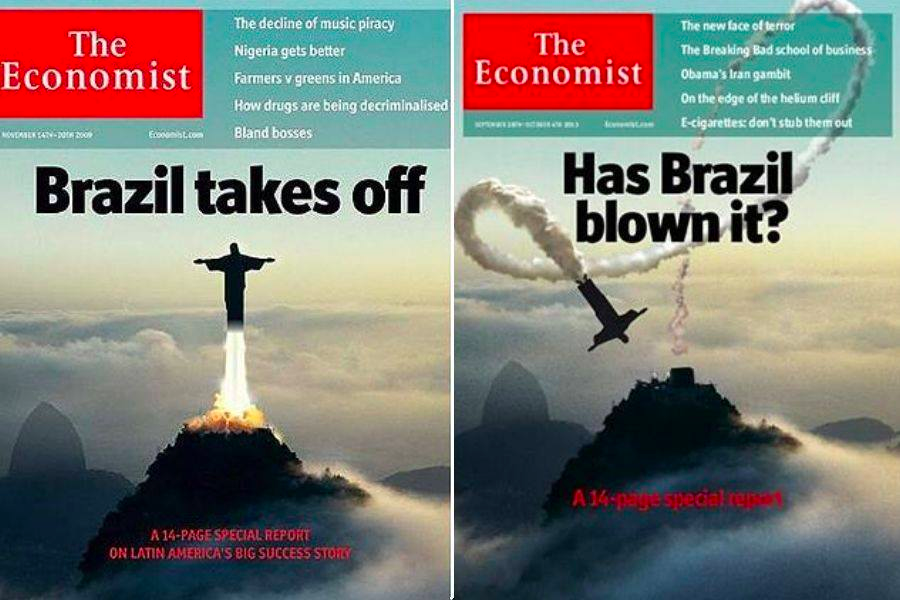 The
Economist
The decline of music piracy
Nigeria gets better
Farmers v greens in America
How drugs are being decriminalised
Bland bosses
NOVEMBER 14TH–20TH 2009
Economist.com
Brazil takes off
A 14-PAGE SPECIAL REPORT
ON LATIN AMERICA'S BIG SUCCESS STORY
The
Economist
The new face of terror
The Breaking Bad school of business
Obama's Iran gambit
On the edge of the helium cliff
E-cigarettes: don't stub them out
SEPTEMBER 28TH–OCTOBER 4TH 2013
Economist.com
Has Brazil
blown it?
A 14-page special report